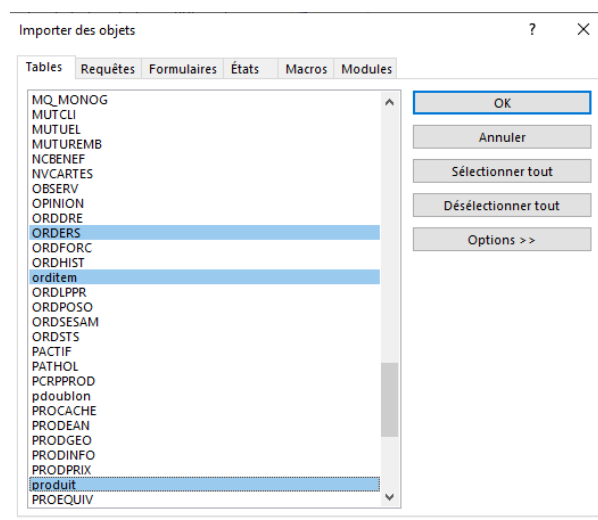 Importer des objets ? ×
Tables Requêtes Formulaires États Macros Modules
MQ_MONOG
MUTCLI
MUTUEL
MUTUREMB
NCBENEF
NVCARTES
OBSERV
OPINION
ORDDRE
ORDERS
ORDFORC
ORDHIST
orditem
ORDLPPR
ORDPOSO
ORDSESAM
ORDSTS
PACTIF
PATHOL
PCRPPROD
pdoublon
PROCACHE
PRODEAN
PRODGEO
PRODINFO
PRODPRIX
produit
PROEQUIV
OK
Annuler
Sélectionner tout
Désélectionner tout
Options >>